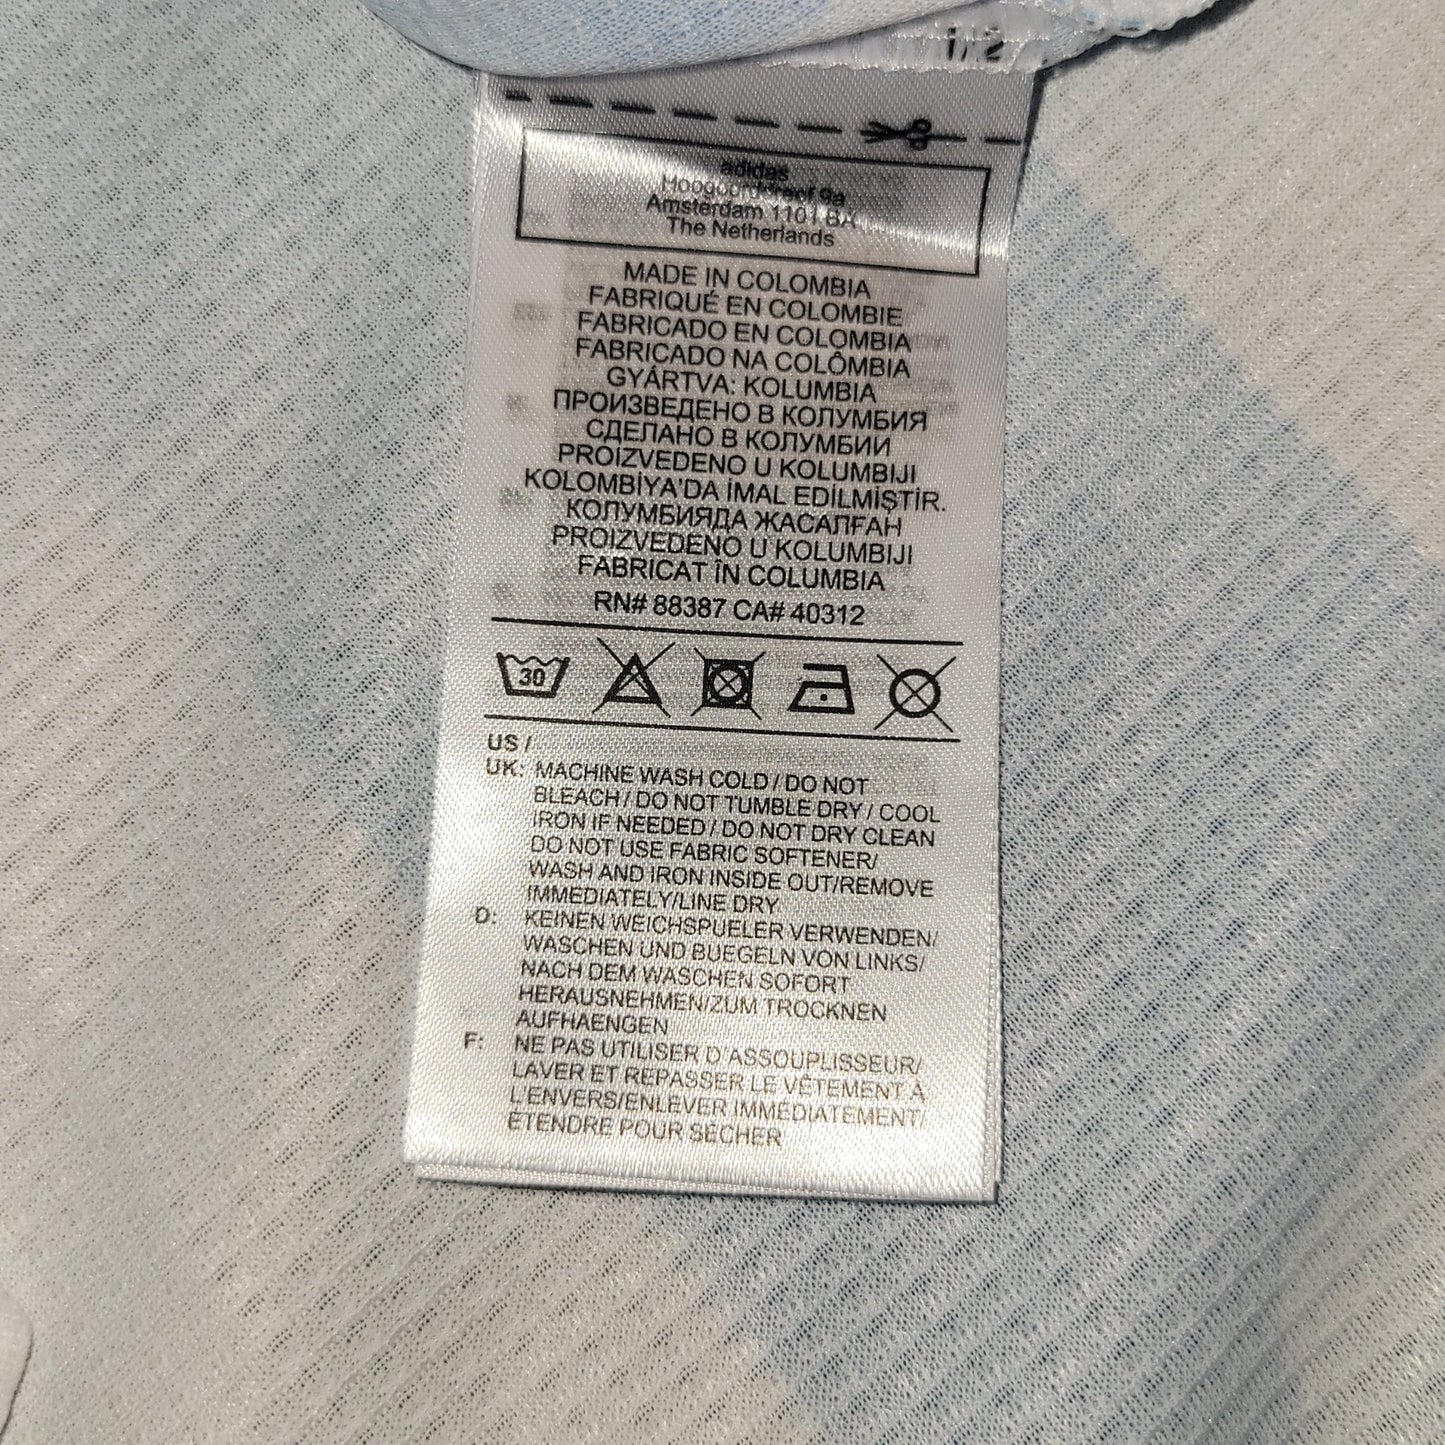 adidas
Hoogoorddreef 9a
Amsterdam 1101 BA
The Netherlands
MADE IN COLOMBIA
FABRIQUÉ EN COLOMBIE
FABRICADO EN COLOMBIA
FABRICADO NA COLÔMBIA
GYÁRTVA: KOLUMBIA
ПРОИЗВЕДЕНО В КОЛУМБИЯ
СДЕЛАНО В КОЛУМБИИ
PROIZVEDENO U KOLUMBIJI
KOLOMBİYA'DA İMAL EDİLMİŞTİR.
КОЛУМБИЯДА ЖАСАЛҒАН
PROIZVEDENO U KOLUMBIJI
FABRICAT ÎN COLUMBIA
RN# 88387 CA# 40312
30
US /
UK: MACHINE WASH COLD / DO NOT
BLEACH / DO NOT TUMBLE DRY / COOL
IRON IF NEEDED / DO NOT DRY CLEAN
DO NOT USE FABRIC SOFTENER/
WASH AND IRON INSIDE OUT/REMOVE
IMMEDIATELY/LINE DRY
D: KEINEN WEICHSPUELER VERWENDEN/
WASCHEN UND BUEGELN VON LINKS/
NACH DEM WASCHEN SOFORT
HERAUSNEHMEN/ZUM TROCKNEN
AUFHAENGEN
F: NE PAS UTILISER D'ASSOUPLISSEUR/
LAVER ET REPASSER LE VÊTEMENT À
L'ENVERS/ENLEVER IMMÉDIATEMENT/
ÉTENDRE POUR SÉCHER